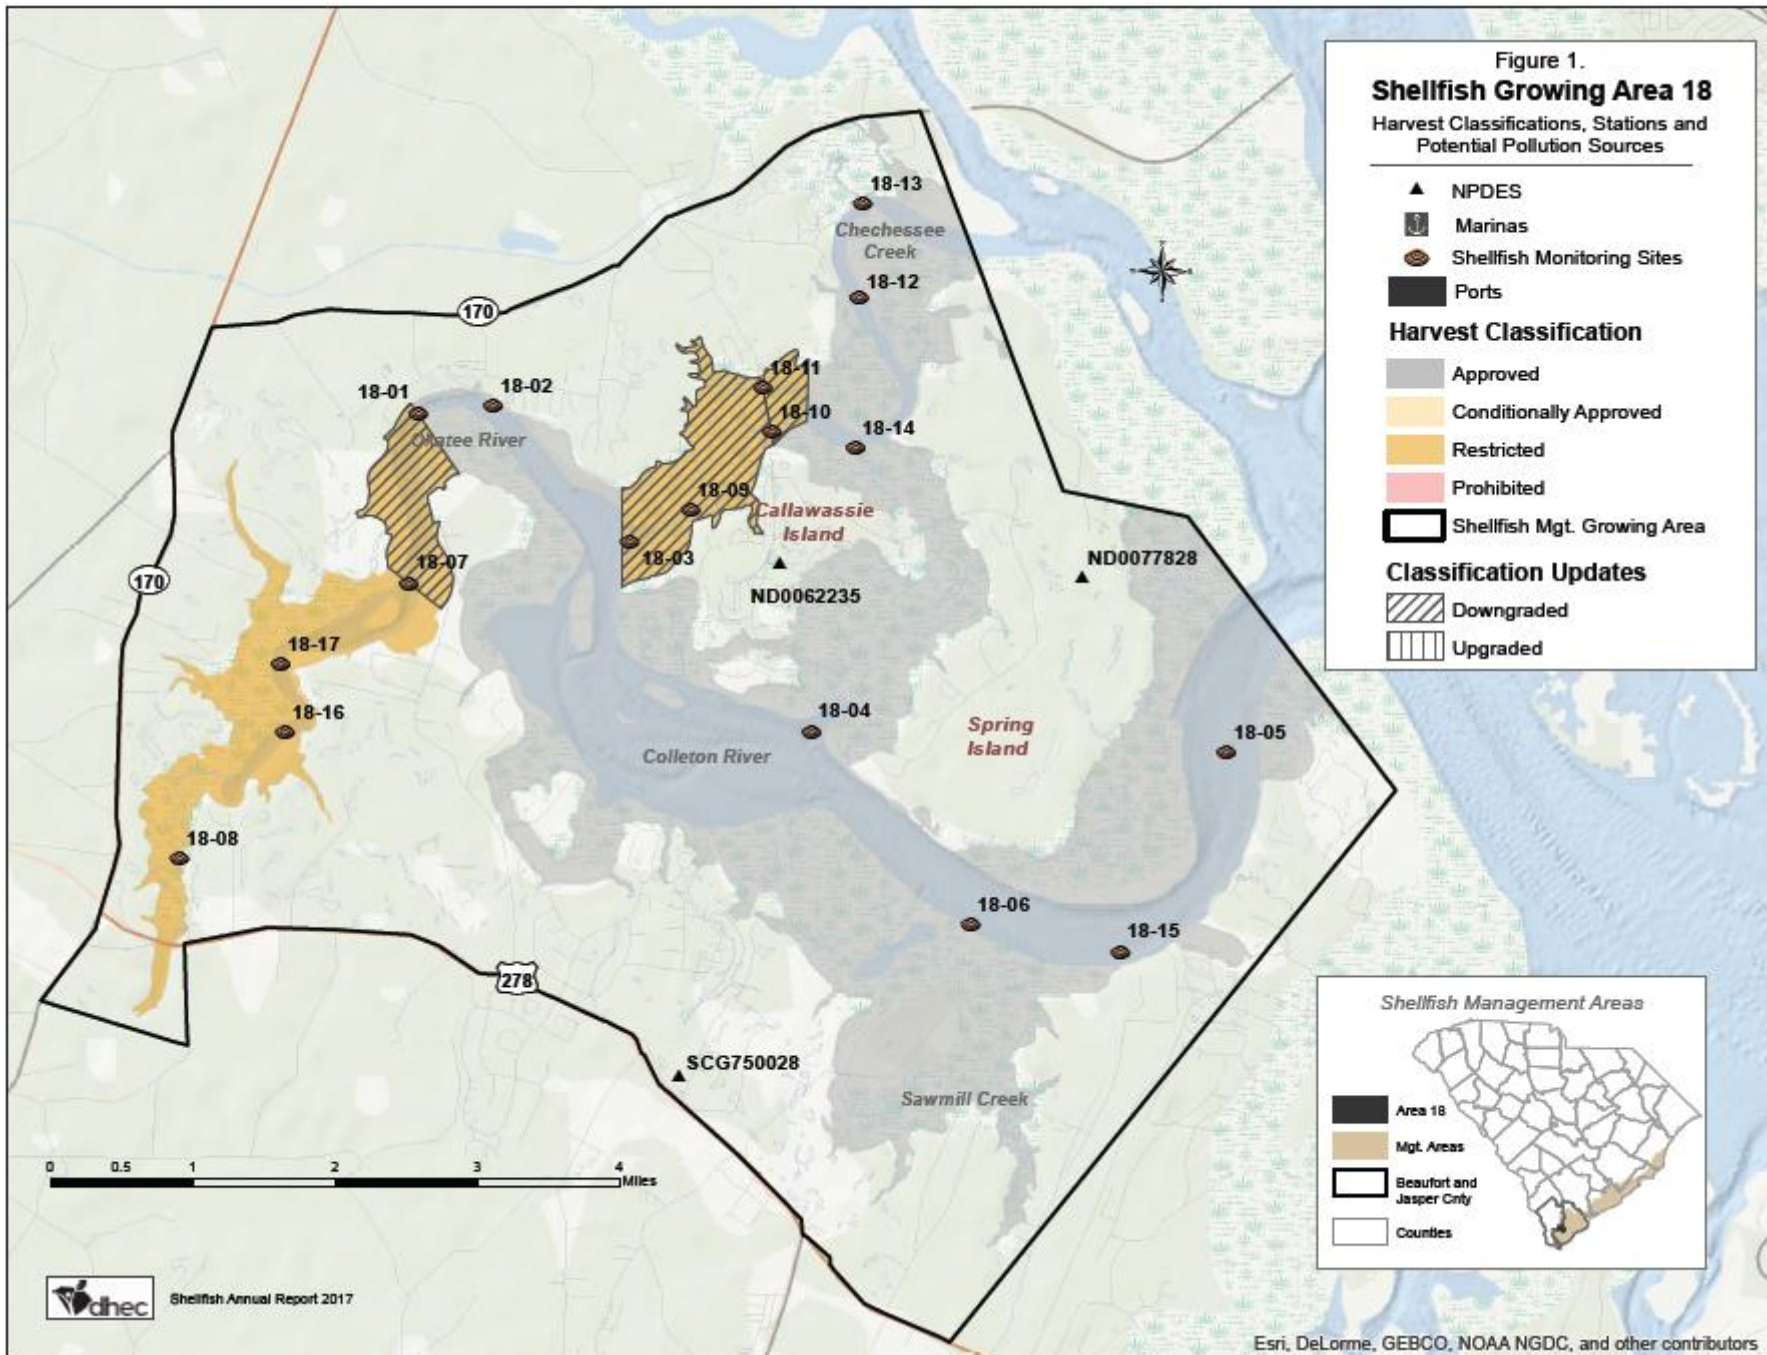 Figure 1.
Shellfish Growing Area 18
Harvest Classifications, Stations and
Potential Pollution Sources
NPDES
Marinas
Shellfish Monitoring Sites
Ports
Harvest Classification
Approved
Conditionally Approved
Restricted
Prohibited
Shellfish Mgt. Growing Area
Classification Updates
Downgraded
Upgraded
18-13
Chechessee
Creek
18-12
170
18-11
18-01
18-02
18-10
Okatee River
18-14
18-09
Callawassie
Island
18-03
18-07
ND0077828
170
ND0062235
18-17
18-16
18-04
Spring
Island
18-05
Colleton River
18-08
18-06
18-15
278
SCG750028
Sawmill Creek
0 0.5 1 2 3 4
Miles
Shellfish Management Areas
Area 18
Mgt. Areas
Beaufort and
Jasper Cnty
Counties
dhec
Shellfish Annual Report 2017
Esri, DeLorme, GEBCO, NOAA NGDC, and other contributors